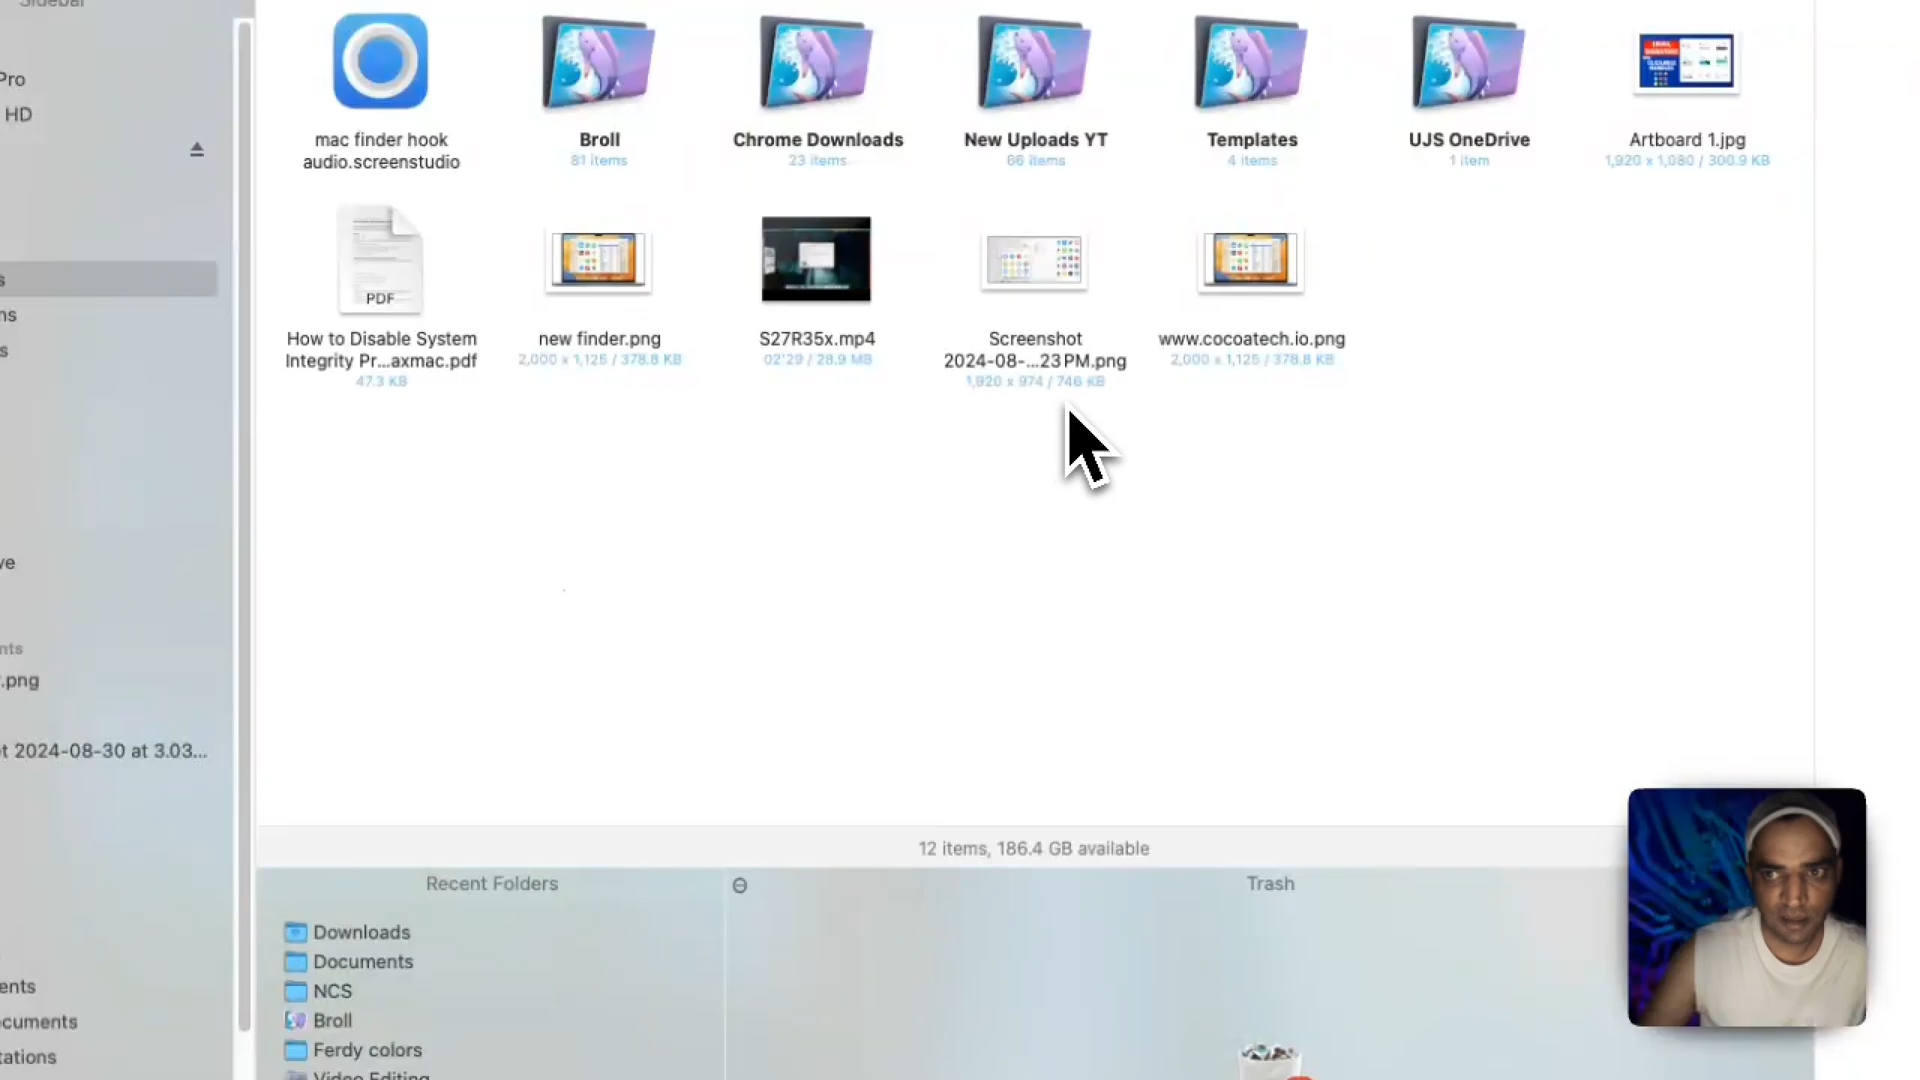 Sidebar
Pro
HD
mac finder hook
audio.screenstudio
Broll
81 items
Chrome Downloads
23 items
New Uploads YT
66 items
Templates
4 items
UJS OneDrive
1 item
Artboard 1.jpg
1,920 x 1,080 / 300.9 KB
PDF
How to Disable System
Integrity Pr...axmac.pdf
47.3 KB
new finder.png
2,000 x 1,125 / 378.8 KB
S27R35x.mp4
02'29 / 28.9 MB
Screenshot
2024-08-...23 PM.png
1,920 x 974 / 746 KB
www.cocoatech.io.png
2,000 x 1,125 / 378.8 KB
s
ns
s
ve
nts
.png
t 2024-08-30 at 3.03...
ents
cuments
tations
12 items, 186.4 GB available
Recent Folders
Trash
Downloads
Documents
NCS
Broll
Ferdy colors
Video Editing